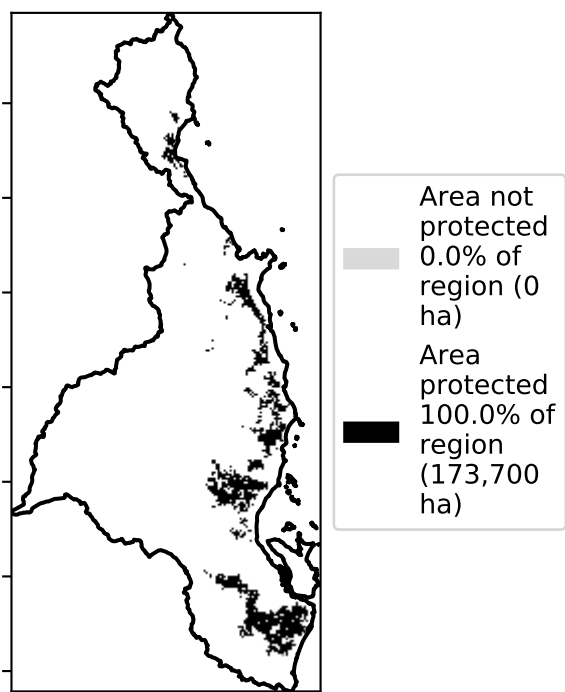 Area not
protected
0.0% of
region (0
ha)
Area
protected
100.0% of
region
(173,700
ha)